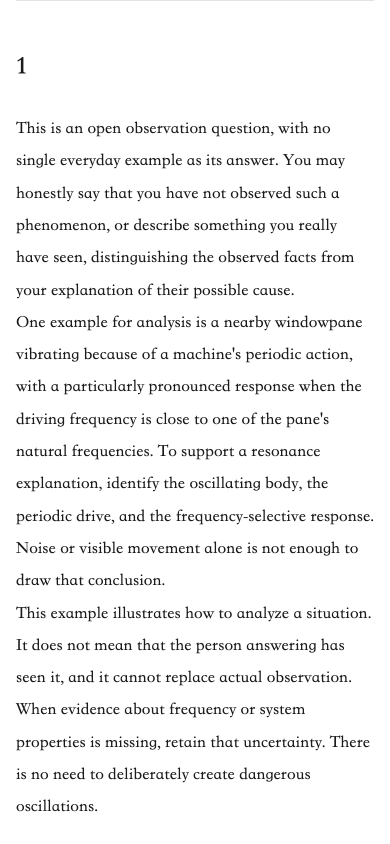 1
This is an open observation question, with no
single everyday example as its answer. You may
honestly say that you have not observed such a
phenomenon, or describe something you really
have seen, distinguishing the observed facts from
your explanation of their possible cause.
One example for analysis is a nearby windowpane
vibrating because of a machine's periodic action,
with a particularly pronounced response when the
driving frequency is close to one of the pane's
natural frequencies. To support a resonance
explanation, identify the oscillating body, the
periodic drive, and the frequency-selective response.
Noise or visible movement alone is not enough to
draw that conclusion.
This example illustrates how to analyze a situation.
It does not mean that the person answering has
seen it, and it cannot replace actual observation.
When evidence about frequency or system
properties is missing, retain that uncertainty. There
is no need to deliberately create dangerous
oscillations.